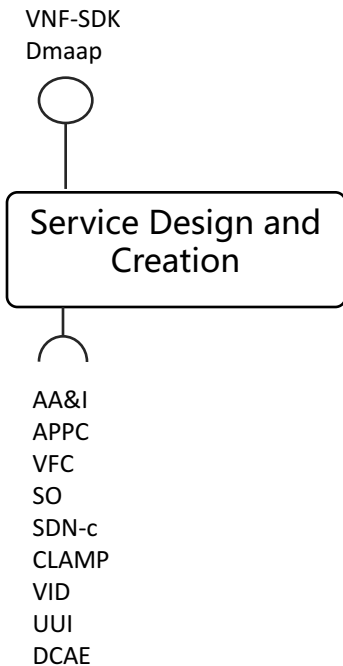 VNF-SDK
Dmaap
Service Design and
Creation
AA&I
APPC
VFC
SO
SDN-c
CLAMP
VID
UUI
DCAE